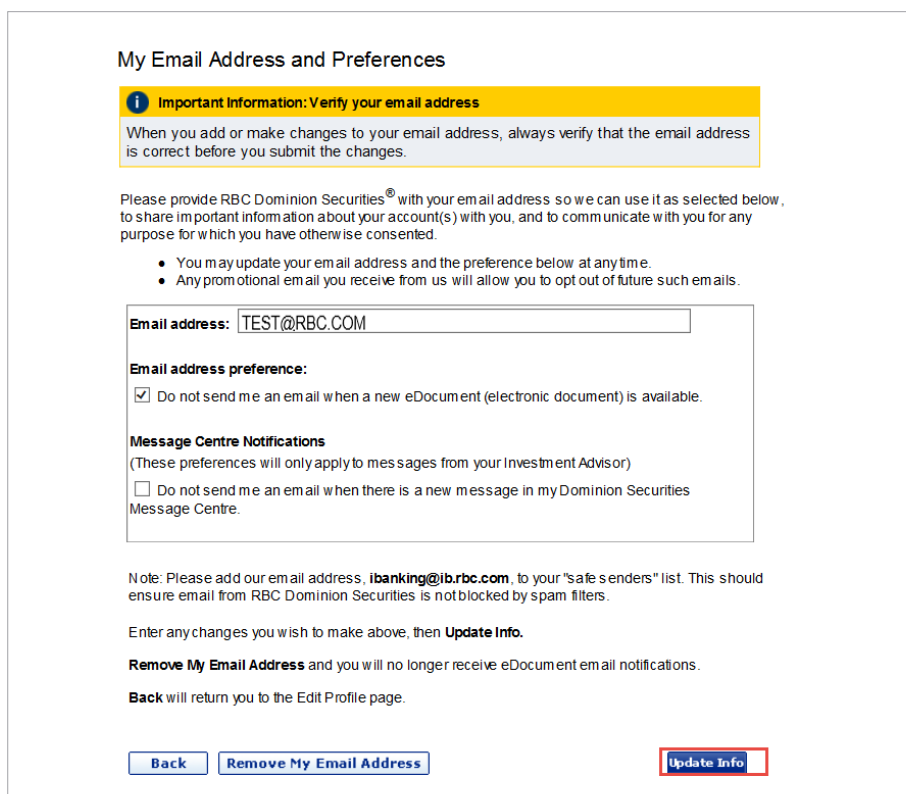 My Email Address and Preferences
i Important Information: Verify your email address
When you add or make changes to your email address, always verify that the email address
is correct before you submit the changes.
Please provide RBC Dominion Securities® with your email address so we can use it as selected below,
to share important information about your account(s) with you, and to communicate with you for any
purpose for which you have otherwise consented.
• You may update your email address and the preference below at any time.
• Any promotional email you receive from us will allow you to opt out of future such emails.
Email address: TEST@RBC.COM
Email address preference:
Do not send me an email when a new eDocument (electronic document) is available.
Message Centre Notifications
(These preferences will only apply to messages from your Investment Advisor)
Do not send me an email when there is a new message in my Dominion Securities
Message Centre.
Note: Please add our email address, ibanking@ib.rbc.com, to your "safe senders" list. This should
ensure email from RBC Dominion Securities is not blocked by spam filters.
Enter any changes you wish to make above, then Update Info.
Remove My Email Address and you will no longer receive eDocument email notifications.
Back will return you to the Edit Profile page.
Back Remove My Email Address Update Info